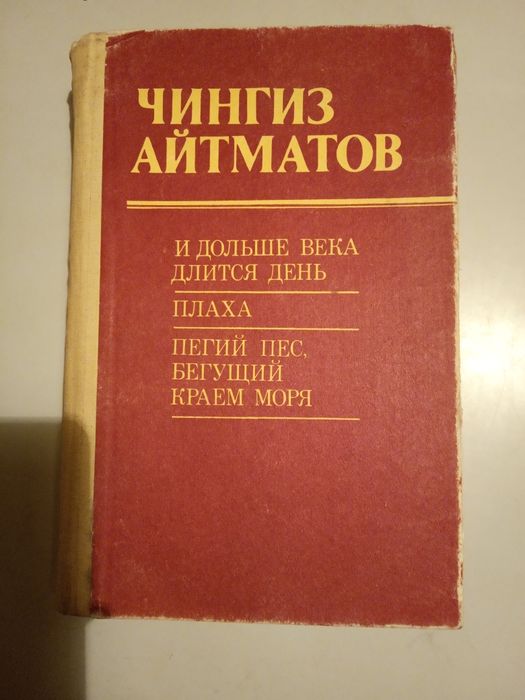 ЧИНГИЗ
АЙТМАТОВ
И ДОЛЬШЕ ВЕКА
ДЛИТСЯ ДЕНЬ
ПЛАХА
ПЕГИЙ ПЕС,
БЕГУЩИЙ
КРАЕМ МОРЯ